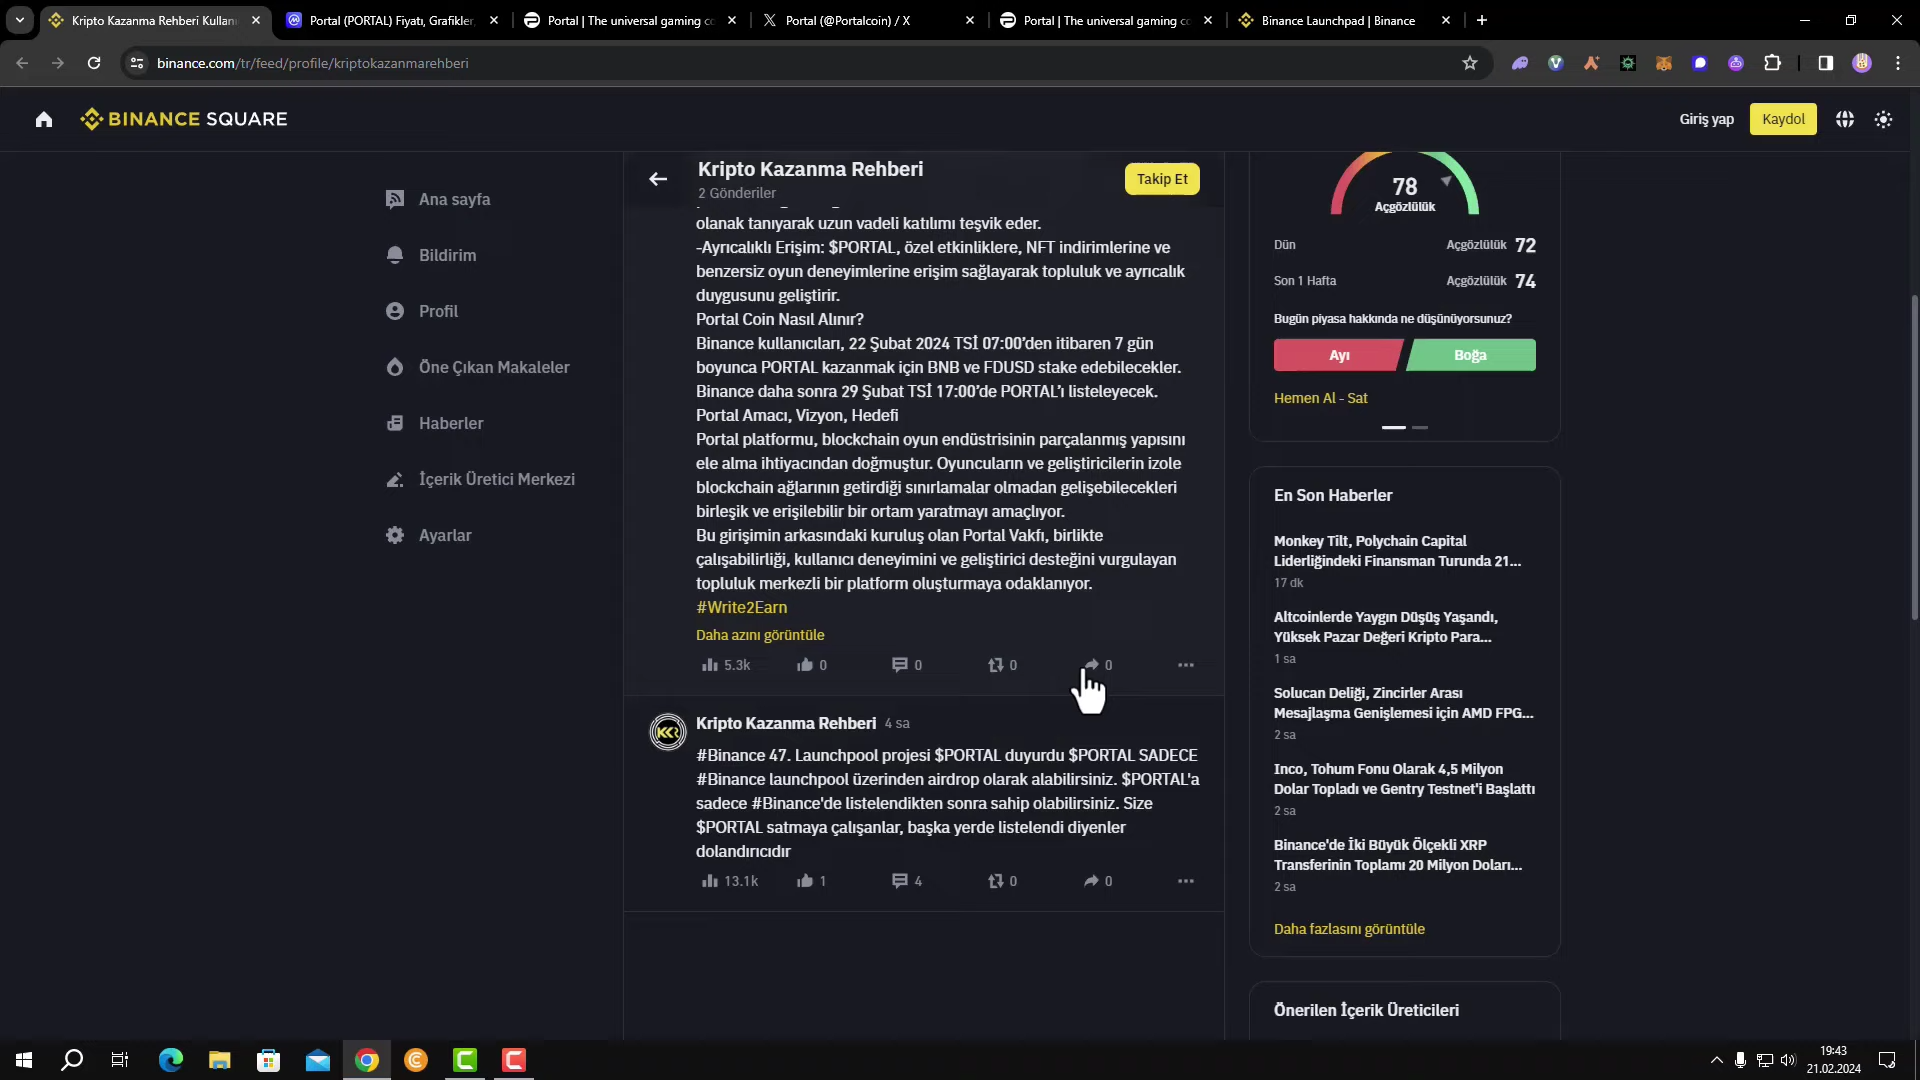 Kripto Kazanma Rehberi Kullanı
Portal (PORTAL) Fiyatı, Grafikler,
Portal | The universal gaming co
Portal (@Portalcoin) / X
Portal | The universal gaming co
Binance Launchpad | Binance
binance.com/tr/feed/profile/kriptokazanmarehberi
BINANCE SQUARE
Giriş yap
Kaydol
Ana sayfa
Bildirim
Profil
Öne Çıkan Makaleler
Haberler
İçerik Üretici Merkezi
Ayarlar
Kripto Kazanma Rehberi
2 Gönderiler
Takip Et
olanak tanıyarak uzun vadeli katılımı teşvik eder.
-Ayrıcalıklı Erişim: $PORTAL, özel etkinliklere, NFT indirimlerine ve
benzersiz oyun deneyimlerine erişim sağlayarak topluluk ve ayrıcalık
duygusunu geliştirir.
Portal Coin Nasıl Alınır?
Binance kullanıcıları, 22 Şubat 2024 TSİ 07:00’den itibaren 7 gün
boyunca PORTAL kazanmak için BNB ve FDUSD stake edebilecekler.
Binance daha sonra 29 Şubat TSİ 17:00’de PORTAL’ı listeleyecek.
Portal Amacı, Vizyon, Hedefi
Portal platformu, blockchain oyun endüstrisinin parçalanmış yapısını
ele alma ihtiyacından doğmuştur. Oyuncuların ve geliştiricilerin izole
blockchain ağlarının getirdiği sınırlamalar olmadan gelişebilecekleri
birleşik ve erişilebilir bir ortam yaratmayı amaçlıyor.
Bu girişimin arkasındaki kuruluş olan Portal Vakfı, birlikte
çalışabilirliği, kullanıcı deneyimini ve geliştirici desteğini vurgulayan
topluluk merkezli bir platform oluşturmaya odaklanıyor.
#Write2Earn
Daha azını görüntüle
5.3k 0 0 0 0
Kripto Kazanma Rehberi 4 sa
KKR
#Binance 47. Launchpool projesi $PORTAL duyurdu $PORTAL SADECE
#Binance launchpool üzerinden airdrop olarak alabilirsiniz. $PORTAL'a
sadece #Binance'de listelendikten sonra sahip olabilirsiniz. Size
$PORTAL satmaya çalışanlar, başka yerde listelendi diyenler
dolandırıcıdır
13.1k 1 4 0 0
78
Açgözlülük
Dün Açgözlülük 72
Son 1 Hafta Açgözlülük 74
Bugün piyasa hakkında ne düşünüyorsunuz?
Ayı Boğa
Hemen Al - Sat
En Son Haberler
Monkey Tilt, Polychain Capital
Liderliğindeki Finansman Turunda 21...
17 dk
Altcoinlerde Yaygın Düşüş Yaşandı,
Yüksek Pazar Değeri Kripto Para...
1 sa
Solucan Deliği, Zincirler Arası
Mesajlaşma Genişlemesi için AMD FPG...
2 sa
Inco, Tohum Fonu Olarak 4,5 Milyon
Dolar Topladı ve Gentry Testnet'i Başlattı
2 sa
Binance'de İki Büyük Ölçekli XRP
Transferinin Toplamı 20 Milyon Doları...
2 sa
Daha fazlasını görüntüle
Önerilen İçerik Üreticileri
19:43
21.02.2024